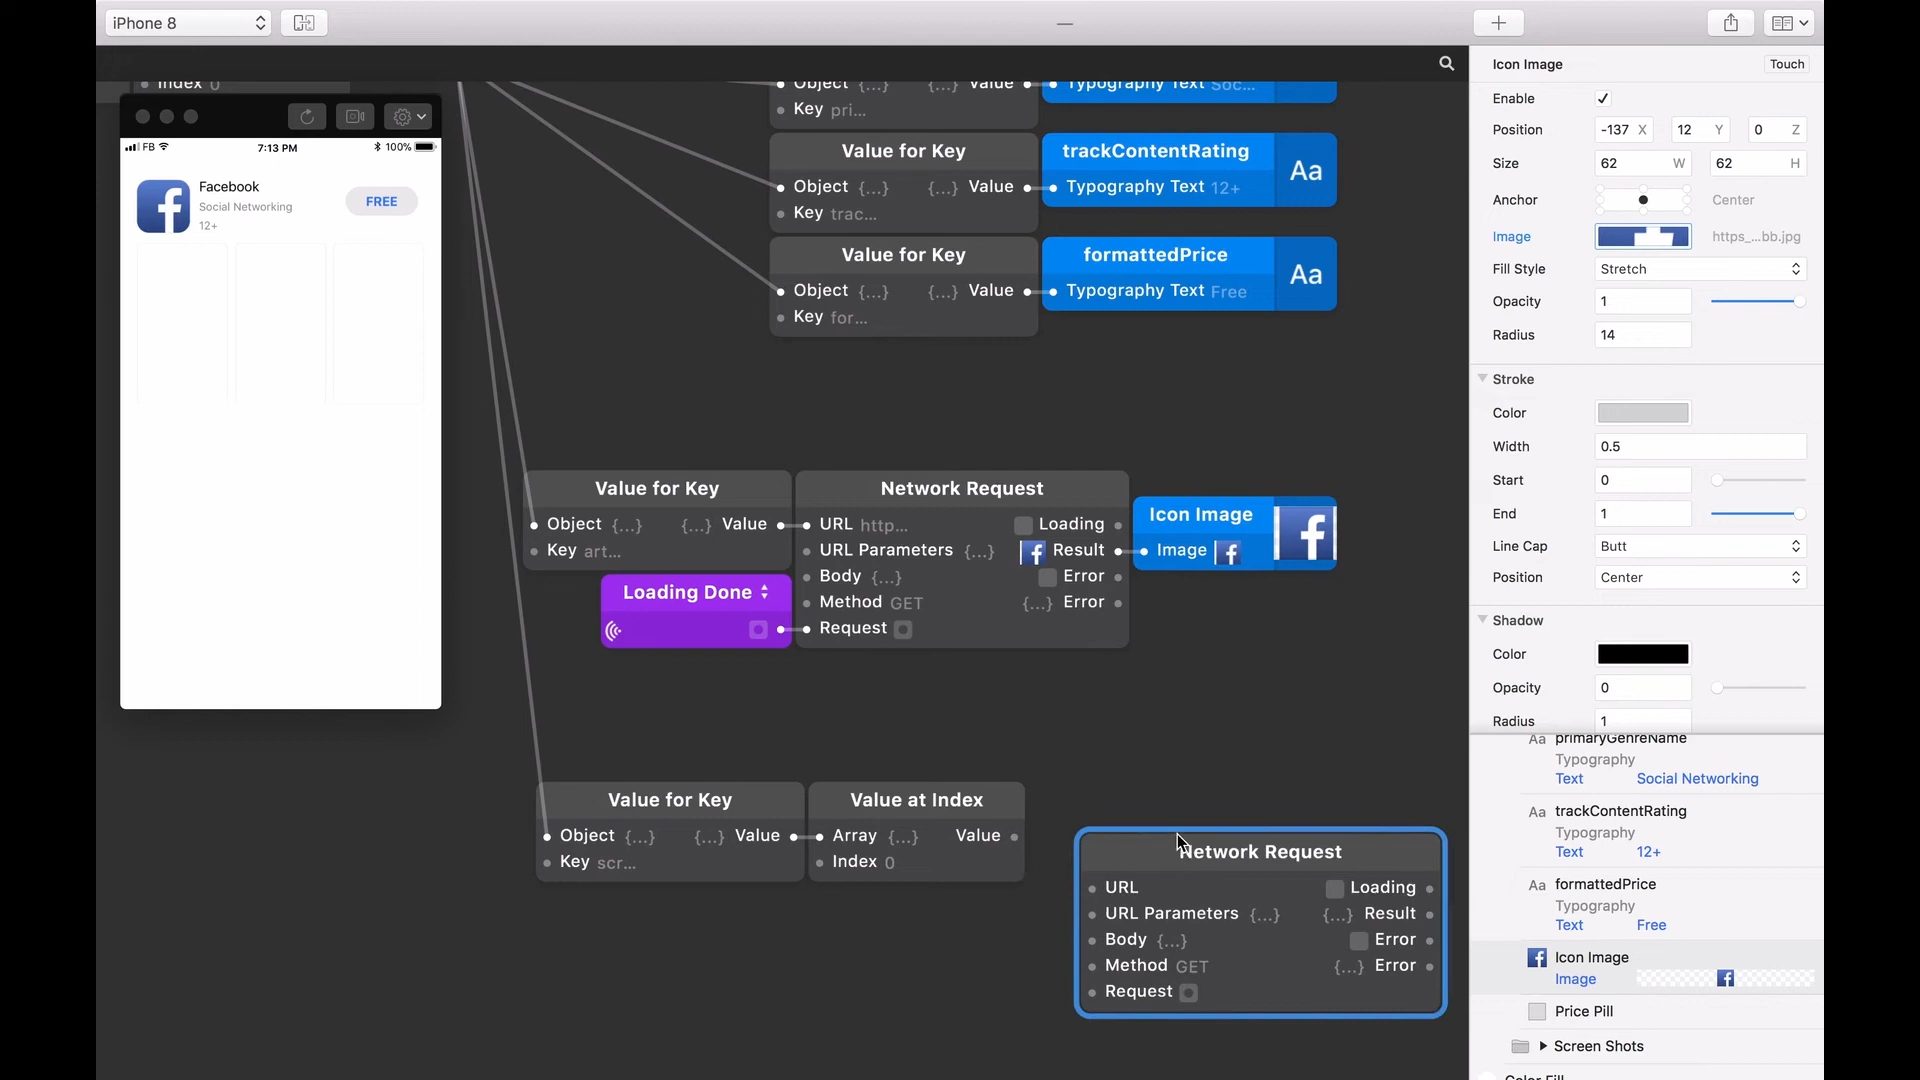 iPhone 8
Index 0
FB
7:13 PM
100%
Facebook
Social Networking
12+
FREE
Object {...} {...} Value
Key pri...
Typography Text Soc...
Value for Key
Object {...} {...} Value
Key trac...
trackContentRating
Typography Text 12+
Aa
Value for Key
Object {...} {...} Value
Key for...
formattedPrice
Typography Text Free
Aa
Value for Key
Object {...} {...} Value
Key art...
Loading Done
Network Request
URL http... Loading
URL Parameters {...} Result
Body {...} Error
Method GET {...} Error
Request
Icon Image
Image
Value for Key
Object {...} {...} Value
Key scr...
Value at Index
Array {...} Value
Index 0
Network Request
URL Loading
URL Parameters {...} {...} Result
Body {...} Error
Method GET {...} Error
Request
Icon Image Touch
Enable
Position -137 X 12 Y 0 Z
Size 62 W 62 H
Anchor Center
Image https_...bb.jpg
Fill Style Stretch
Opacity 1
Radius 14
Stroke
Color
Width 0.5
Start 0
End 1
Line Cap Butt
Position Center
Shadow
Color
Opacity 0
Radius 1
Aa primaryGenreName
Typography
Text Social Networking
Aa trackContentRating
Typography
Text 12+
Aa formattedPrice
Typography
Text Free
Icon Image
Image
Price Pill
Screen Shots
Color Fill